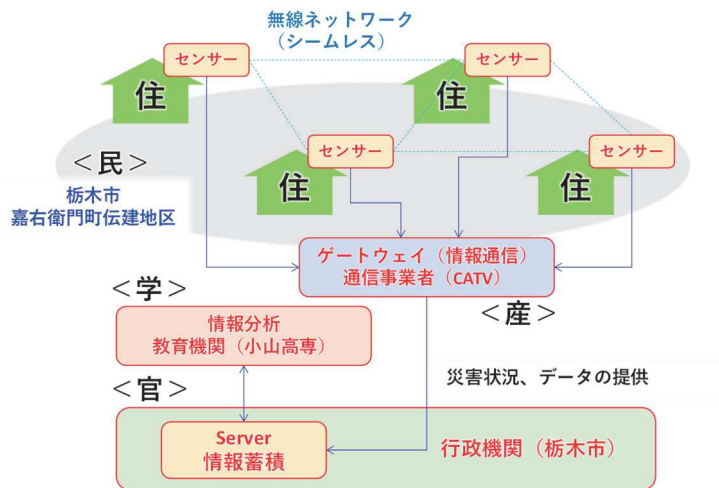 無線ネットワーク
（シームレス）
センサー
センサー
住
住
センサー
センサー
＜民＞
住
住
栃木市
嘉右衛門町伝建地区
ゲートウェイ（情報通信）
通信事業者（CATV）
＜学＞
＜産＞
情報分析
教育機関（小山高専）
災害状況、データの提供
＜官＞
Server
情報蓄積
行政機関（栃木市）